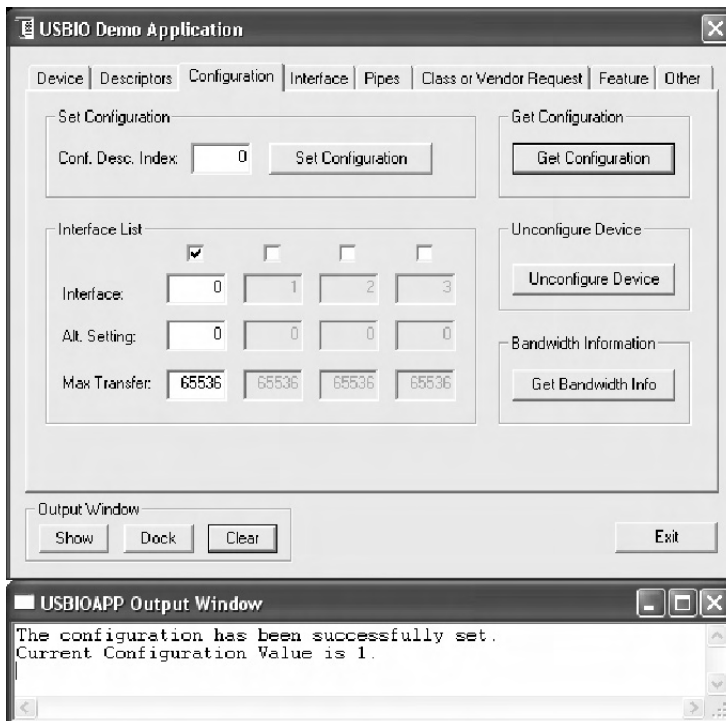 USBIO Demo Application
Device Descriptors Configuration Interface Pipes Class or Vendor Request Feature Other
Set Configuration
Conf. Desc. Index: 0 Set Configuration
Get Configuration
Get Configuration
Interface List
Interface: 0 1 2 3
Alt. Setting: 0 0 0 0
Max Transfer: 65536 65536 65536 65536
Unconfigure Device
Unconfigure Device
Bandwidth Information
Get Bandwidth Info
Output Window
Show Dock Clear
Exit
USBIOAPP Output Window
The configuration has been successfully set.
Current Configuration Value is 1.